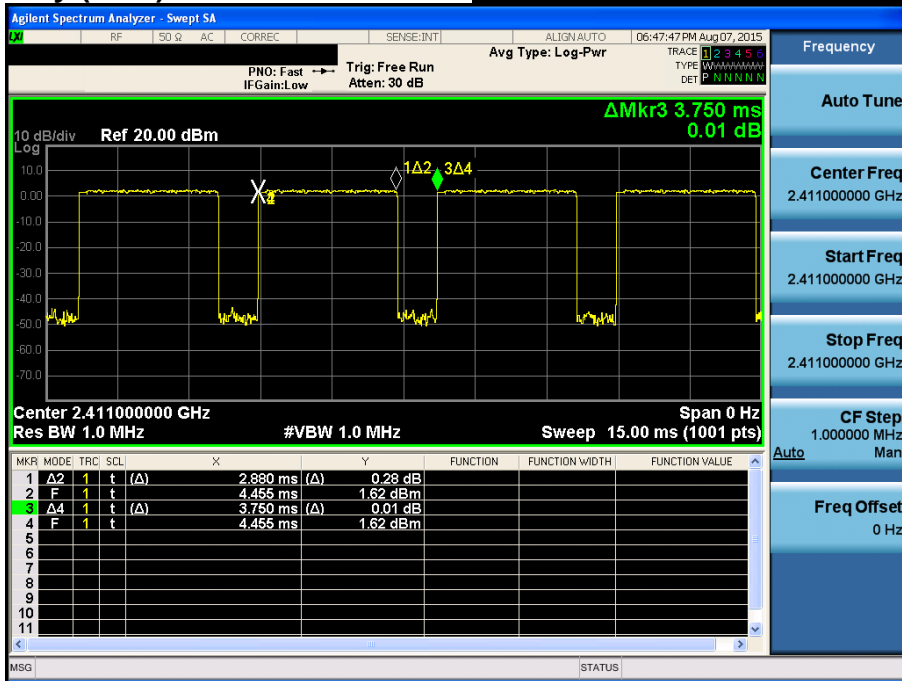 Agilent Spectrum Analyzer - Swept SA
LXI RF 50 Ω AC CORREC SENSE:INT ALIGN AUTO 06:47:47 PM Aug 07, 2015
PNO: Fast
IFGain:Low
Trig: Free Run
Atten: 30 dB
Avg Type: Log-Pwr
TRACE 1 2 3 4 5 6
TYPE WWWWWW
DET P N N N N N
ΔMkr3 3.750 ms
0.01 dB
10 dB/div Ref 20.00 dBm
Log
10.0
0.00
-10.0
-20.0
-30.0
-40.0
-50.0
-60.0
-70.0
1Δ2 3Δ4
Center 2.411000000 GHz Span 0 Hz
Res BW 1.0 MHz #VBW 1.0 MHz Sweep 15.00 ms (1001 pts)
MKR MODE TRC SCL X Y FUNCTION FUNCTION WIDTH FUNCTION VALUE
1 Δ2 1 t (Δ) 2.880 ms (Δ) 0.28 dB
2 F 1 t 4.455 ms 1.62 dBm
3 Δ4 1 t (Δ) 3.750 ms (Δ) 0.01 dB
4 F 1 t 4.455 ms 1.62 dBm
5
6
7
8
9
10
11
MSG STATUS
Frequency
Auto Tune
Center Freq
2.411000000 GHz
Start Freq
2.411000000 GHz
Stop Freq
2.411000000 GHz
CF Step
1.000000 MHz
Auto Man
Freq Offset
0 Hz